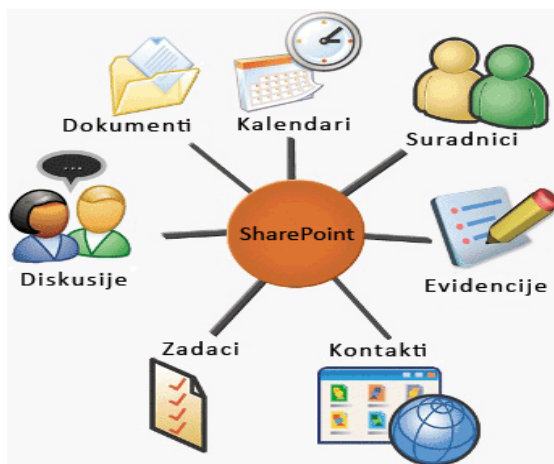 Dokumenti
Kalendari
Suradnici
...
SharePoint
Diskusije
Evidencije
Zadaci
Kontakti